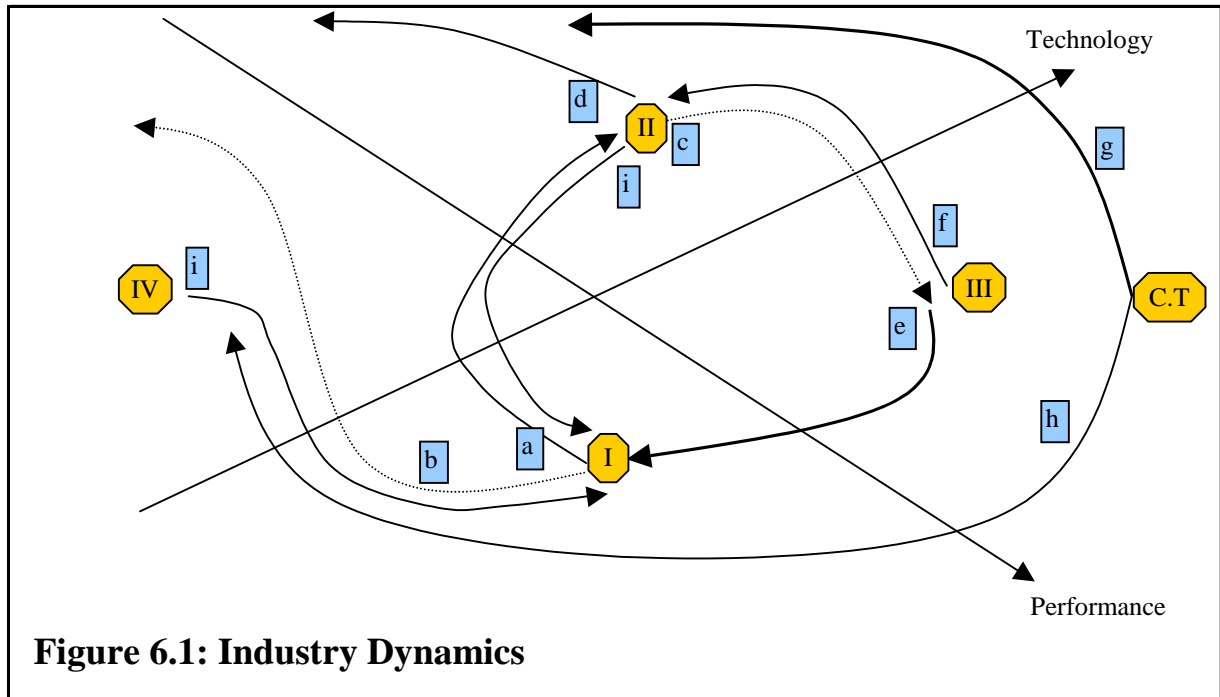 Technology
d
II
c
g
i
f
i
IV
III
C.T
e
h
a
b
I
Performance
Figure 6.1: Industry Dynamics